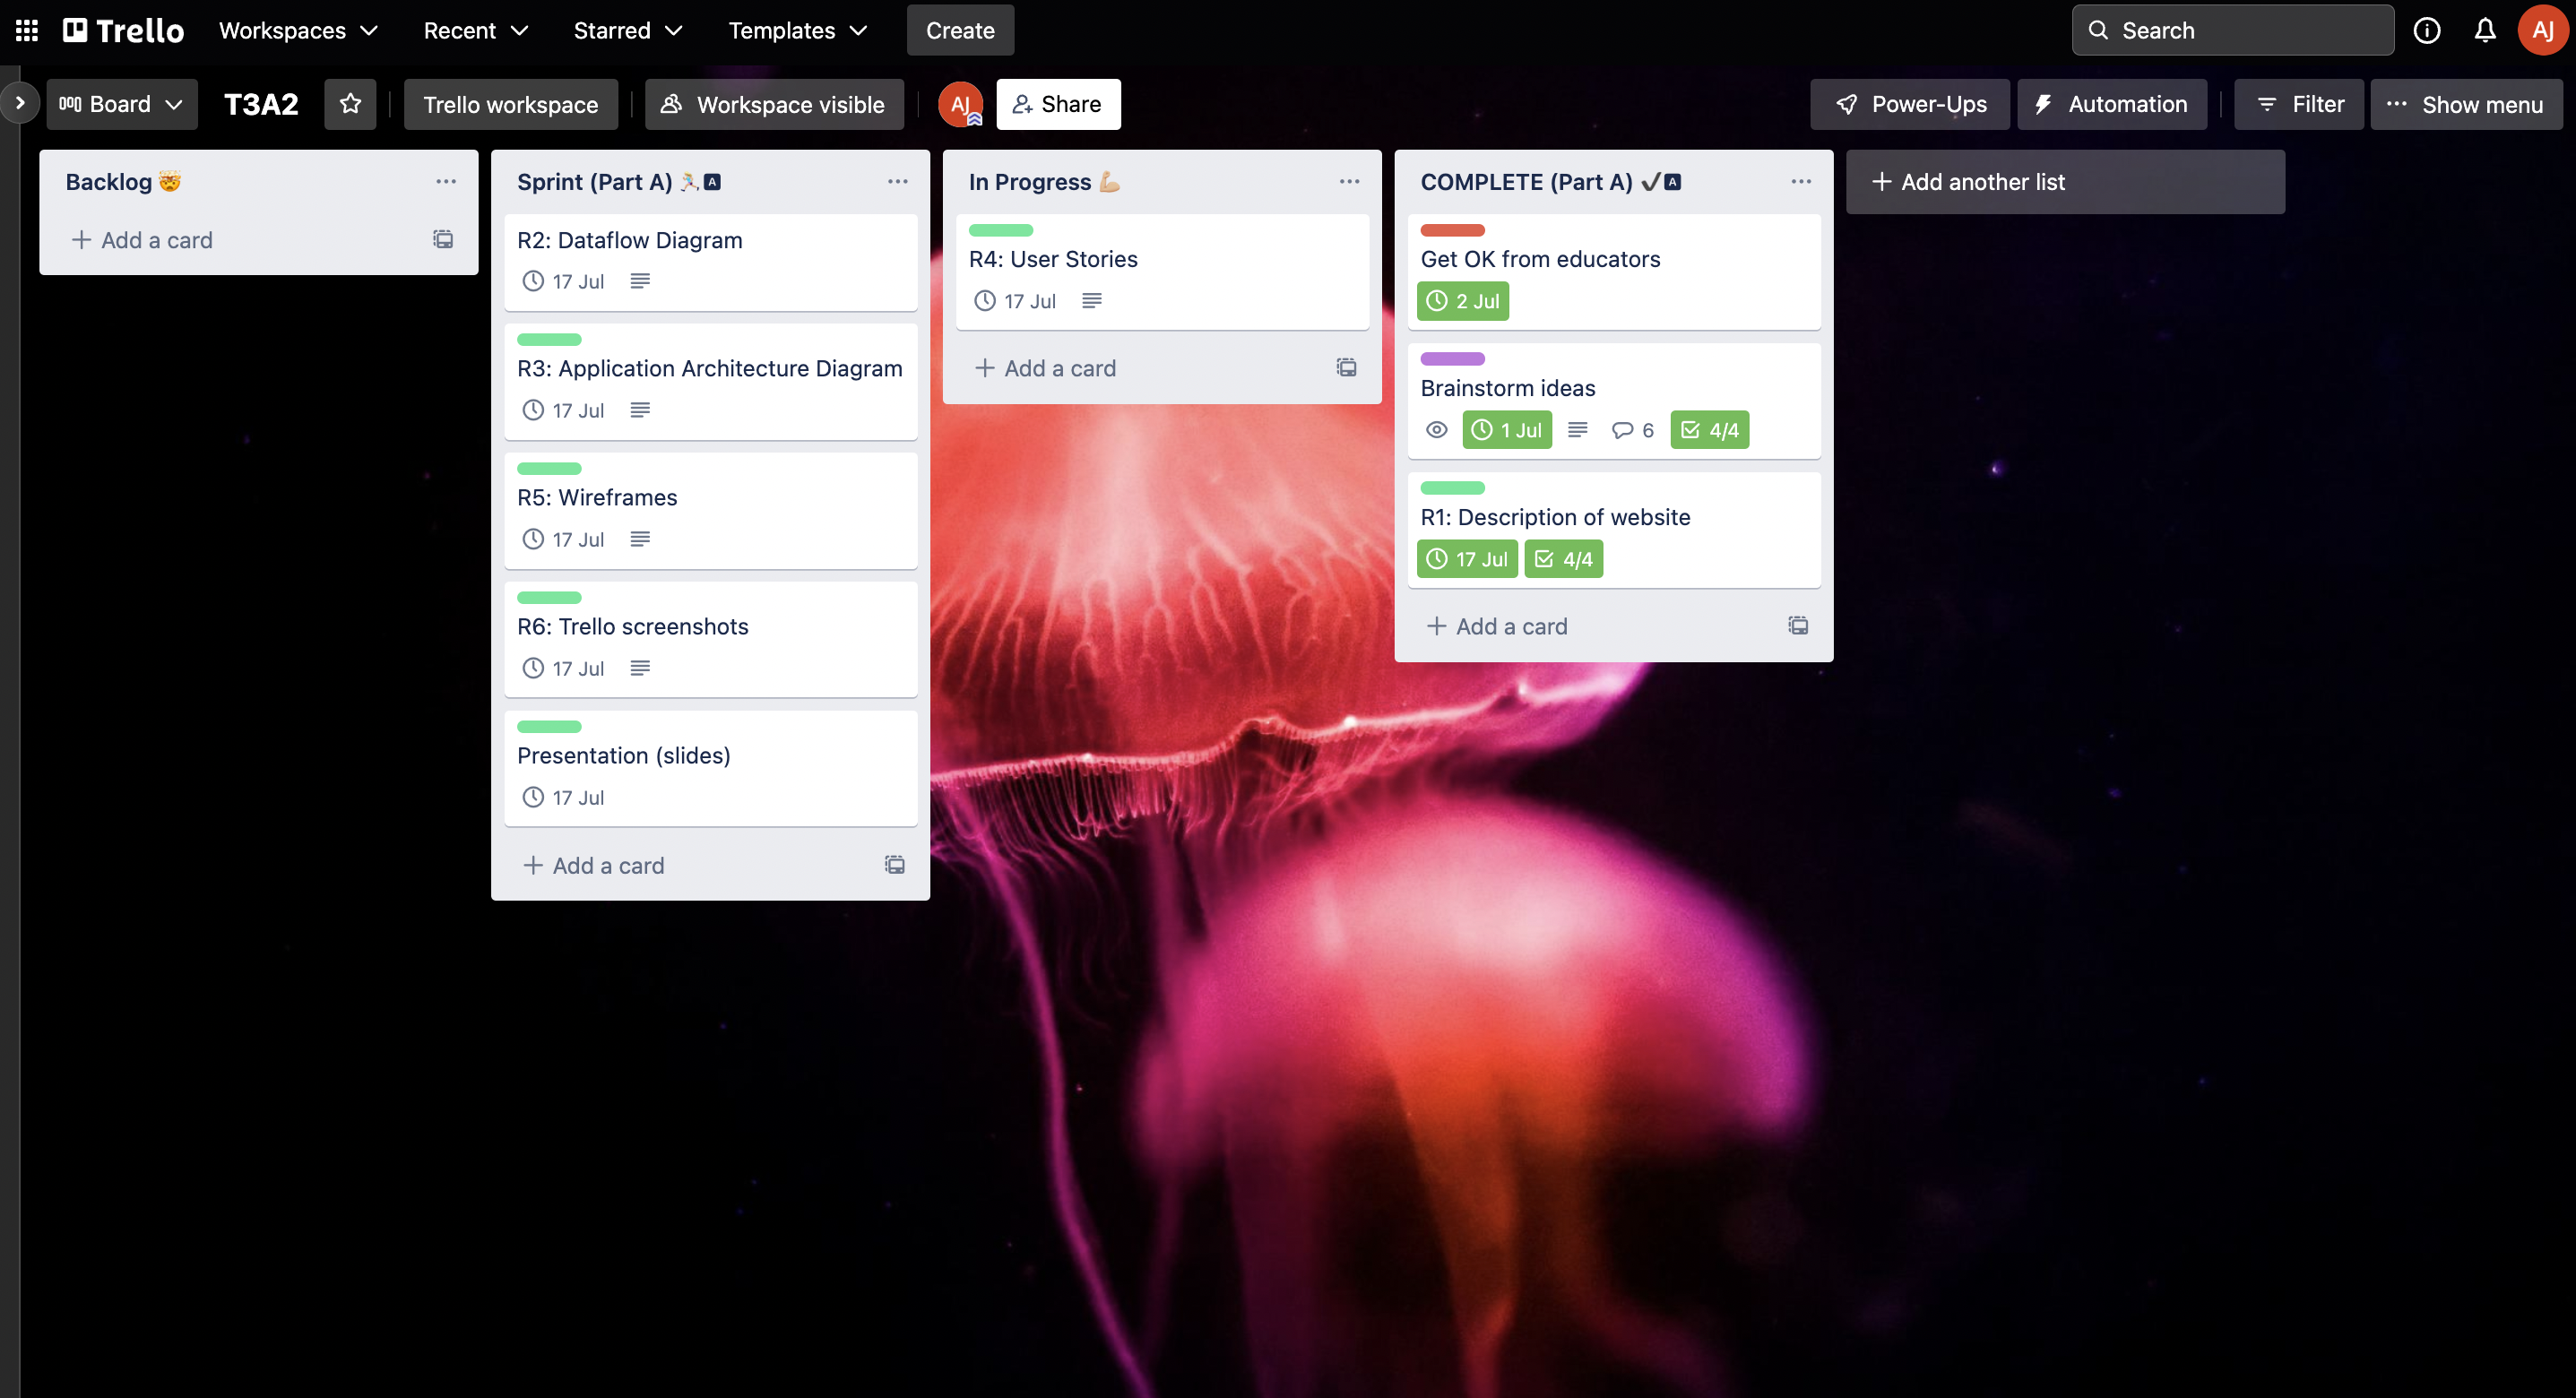 Trello Workspaces Recent Starred Templates Create Search AJ
Board T3A2 Trello workspace Workspace visible AJ Share Power-Ups Automation Filter Show menu
Backlog 🤯
+ Add a card
Sprint (Part A) 🏃🏻🅰
R2: Dataflow Diagram
17 Jul
R3: Application Architecture Diagram
17 Jul
R5: Wireframes
17 Jul
R6: Trello screenshots
17 Jul
Presentation (slides)
17 Jul
+ Add a card
In Progress 💪🏼
R4: User Stories
17 Jul
+ Add a card
COMPLETE (Part A) ✔🅰
Get OK from educators
2 Jul
Brainstorm ideas
1 Jul 6 4/4
R1: Description of website
17 Jul 4/4
+ Add a card
+ Add another list